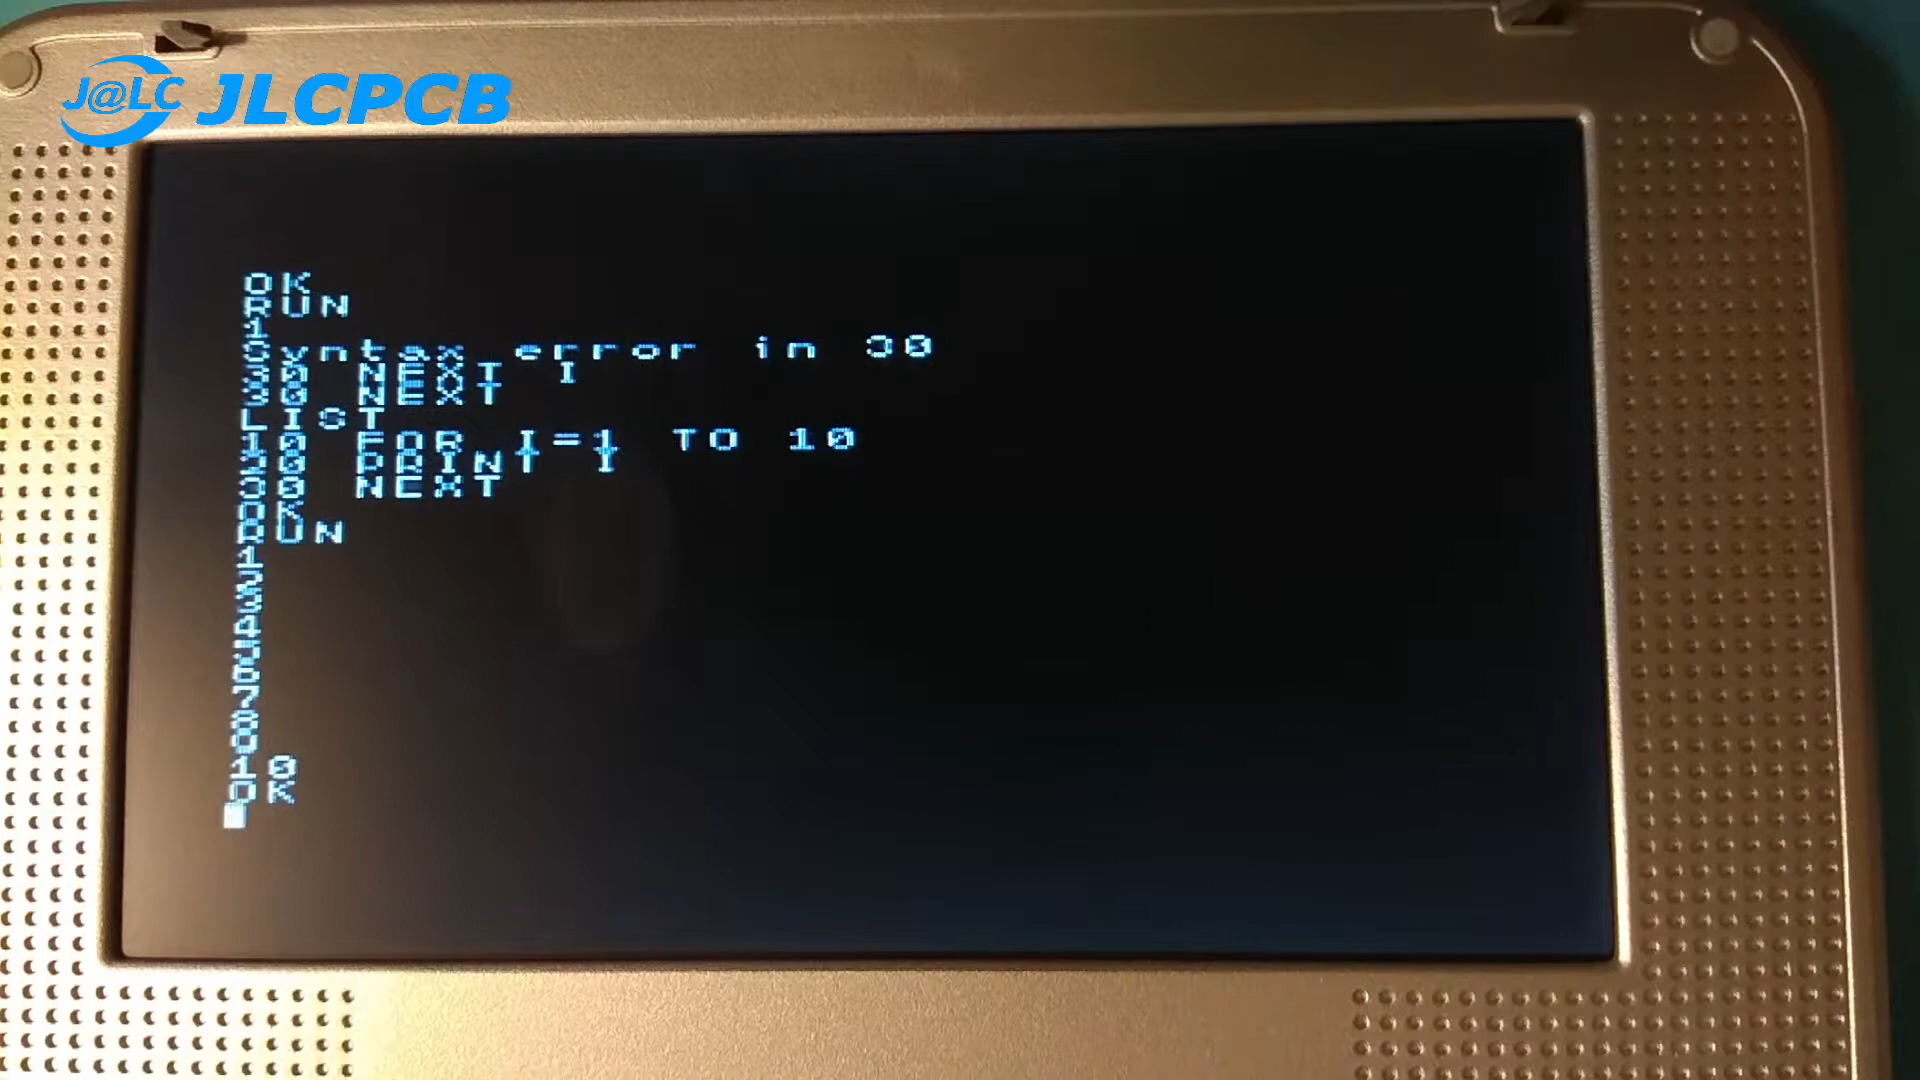 J@LC JLCPCB
OK
RUN
1
Syntax error in 30
30 NEXT I
30 NEXT
LIST
10 FOR I=1 TO 10
20 PRINT I
30 NEXT
OK
RUN
1
2
3
4
5
6
7
8
9
10
OK